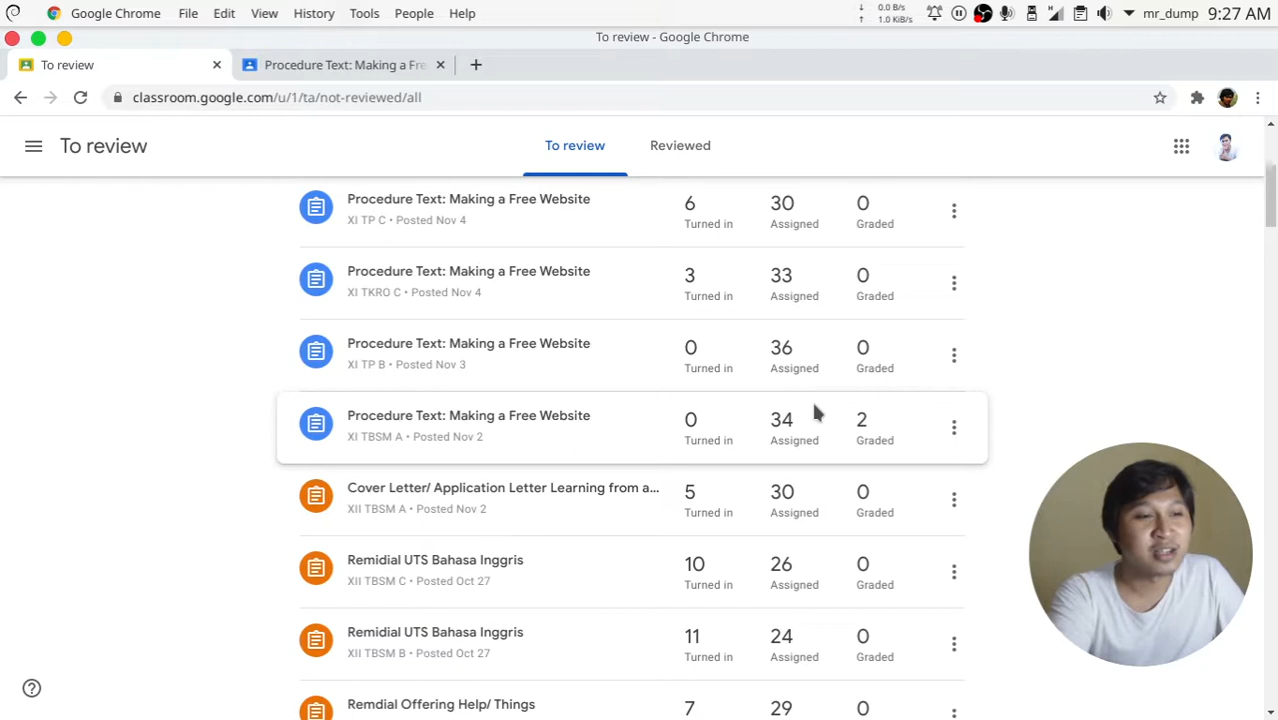 Google Chrome File Edit View History Tools People Help
0.0 B/s
1.0 KiB/s
mr_dump 9:27 AM
To review - Google Chrome
To review
Procedure Text: Making a Fre
classroom.google.com/u/1/ta/not-reviewed/all
To review
To review Reviewed
Procedure Text: Making a Free Website
XI TP C • Posted Nov 4
6 Turned in
30 Assigned
0 Graded
Procedure Text: Making a Free Website
XI TKRO C • Posted Nov 4
3 Turned in
33 Assigned
0 Graded
Procedure Text: Making a Free Website
XI TP B • Posted Nov 3
0 Turned in
36 Assigned
0 Graded
Procedure Text: Making a Free Website
XI TBSM A • Posted Nov 2
0 Turned in
34 Assigned
2 Graded
Cover Letter/ Application Letter Learning from a...
XII TBSM A • Posted Nov 2
5 Turned in
30 Assigned
0 Graded
Remidial UTS Bahasa Inggris
XII TBSM C • Posted Oct 27
10 Turned in
26 Assigned
0 Graded
Remidial UTS Bahasa Inggris
XII TBSM B • Posted Oct 27
11 Turned in
24 Assigned
0 Graded
Remdial Offering Help/ Things
7
29
0